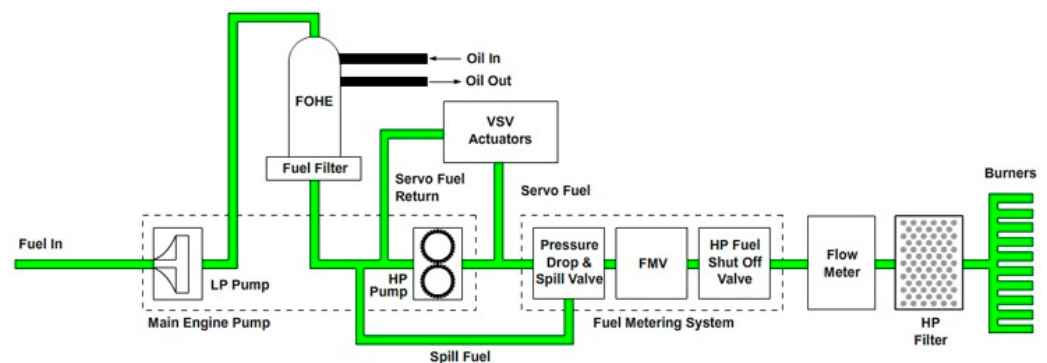 Oil In
Oil Out
FOHE
VSV
Actuators
Fuel Filter
Servo Fuel
Return
Servo Fuel
Burners
Fuel In
LP Pump
HP
Pump
Pressure
Drop &
Spill Valve
FMV
HP Fuel
Shut Off
Valve
Flow
Meter
Main Engine Pump
Fuel Metering System
HP
Filter
Spill Fuel